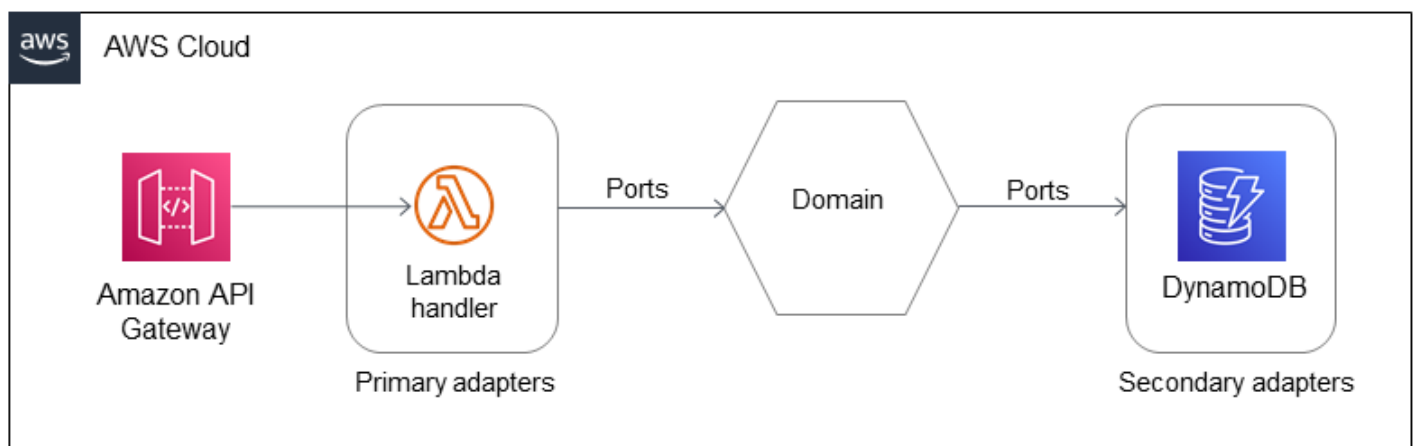 aws
AWS Cloud
</>
Amazon API
Gateway
Lambda
handler
Primary adapters
Ports
Domain
Ports
DynamoDB
Secondary adapters